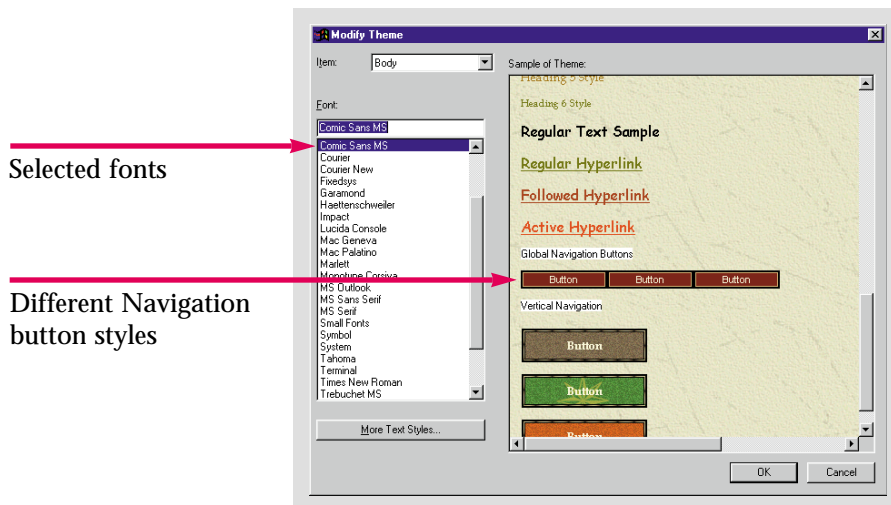 Modify Theme
Item:
Body
Sample of Theme:
Heading 5 Style
Font:
Heading 6 Style
Comic Sans MS
Regular Text Sample
Comic Sans MS
Courier
Courier New
Fixedsys
Garamond
Haettenschweiler
Impact
Lucida Console
Mac Geneva
Mac Palatino
Marlett
Monotype Corsiva
MS Outlook
MS Sans Serif
MS Serif
Small Fonts
Symbol
System
Tahoma
Terminal
Times New Roman
Trebuchet MS
Selected fonts
Regular Hyperlink
Followed Hyperlink
Active Hyperlink
Global Navigation Buttons
Button Button Button
Different Navigation
button styles
Vertical Navigation
Button
Button
Button
More Text Styles...
OK Cancel